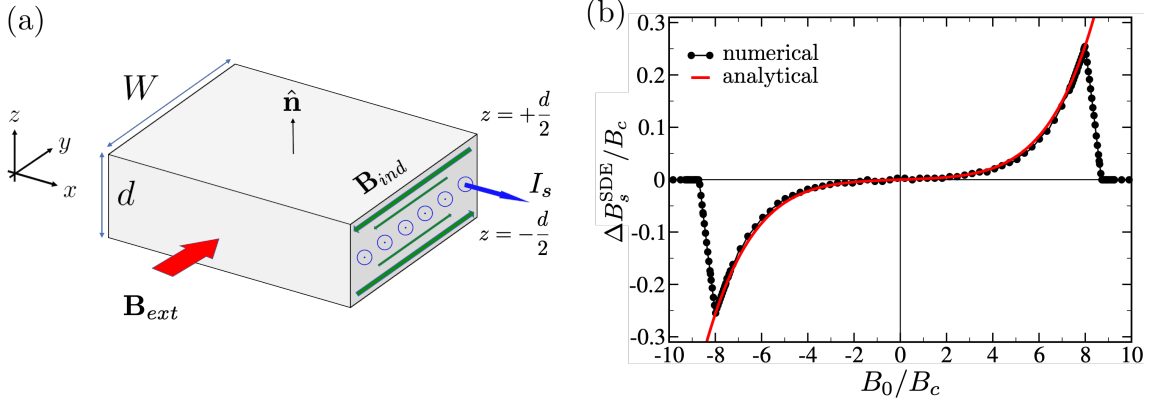 (a)
W
n̂
z = +d/2
z
y
x
d
B_ind
I_s
z = −d/2
B_ext
(b)
0.3
0.2
0.1
0
-0.1
-0.2
-0.3
ΔB_s^SDE/B_c
numerical
analytical
-10 -8 -6 -4 -2 0 2 4 6 8 10
B_0/B_c